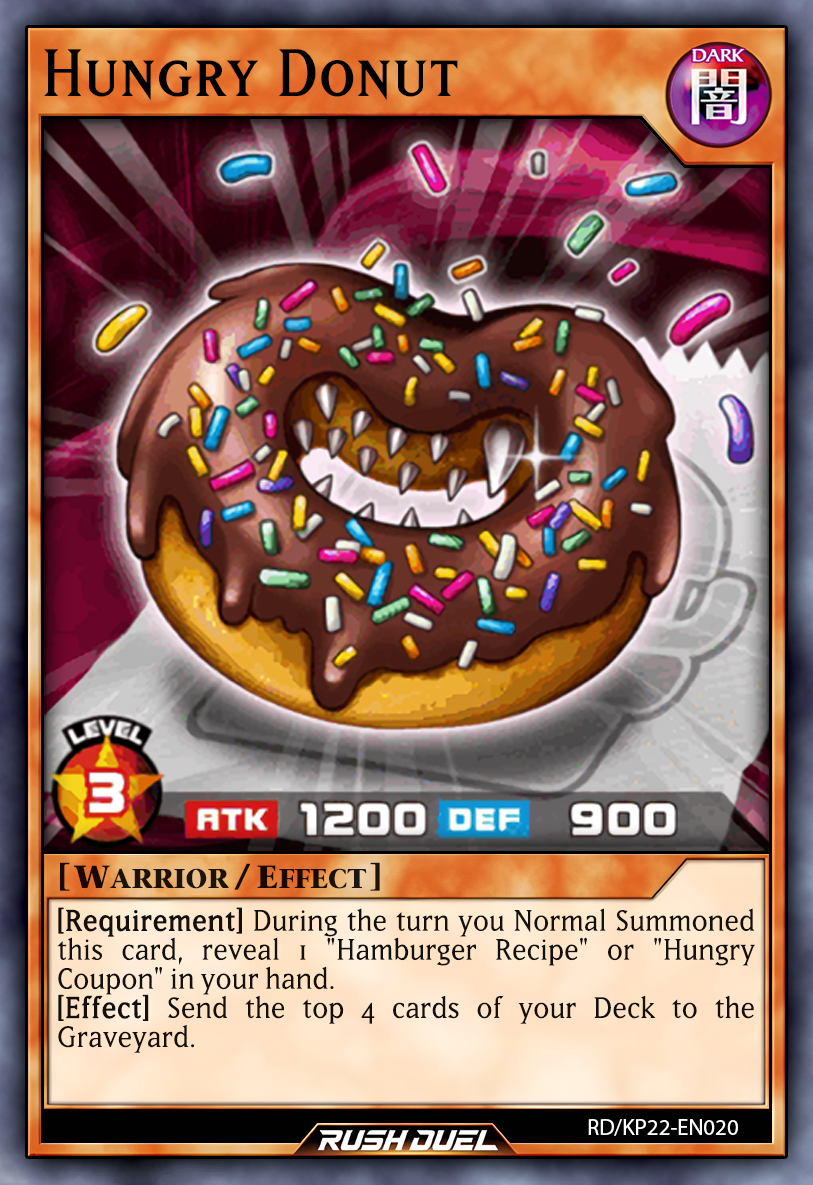 Hungry Donut
DARK
闇
LEVEL
3
ATK 1200 DEF 900
[Warrior / Effect]
[Requirement] During the turn you Normal Summoned
this card, reveal 1 "Hamburger Recipe" or "Hungry
Coupon" in your hand.
[Effect] Send the top 4 cards of your Deck to the
Graveyard.
RD/KP22-EN020
RUSH DUEL